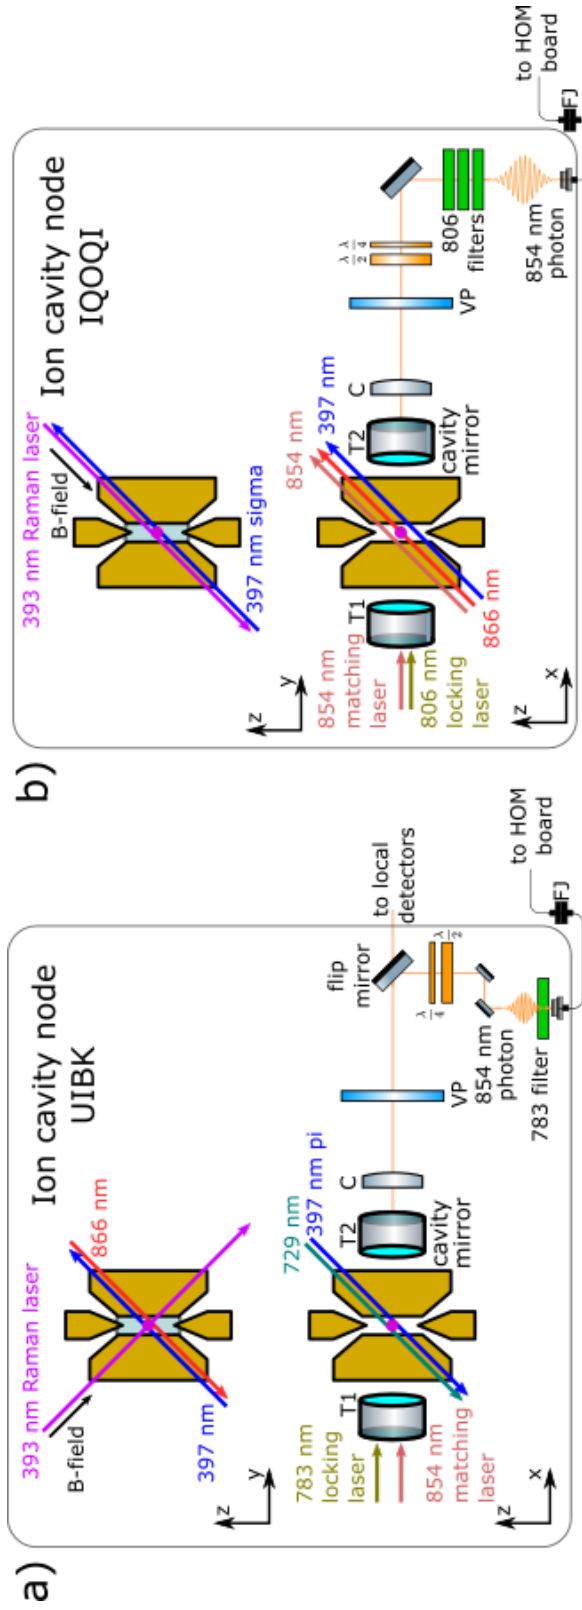 a)
Ion cavity node
UIBK
393 nm Raman laser
B-field
866 nm
397 nm
z
y
783 nm
locking
laser
854 nm
matching
laser
T1
729 nm
397 nm pi
T2
cavity
mirror
C
VP
flip
mirror
to local
detectors
λ/4
λ/2
854 nm
photon
783 filter
FJ
to HOM
board
z
x
b)
Ion cavity node
IQOQI
393 nm Raman laser
B-field
397 nm sigma
z
y
854 nm
matching
laser
806 nm
locking
laser
T1
854 nm
397 nm
866 nm
T2
cavity
mirror
C
VP
λ/2
λ/4
806
filters
854 nm
photon
FJ
to HOM
board
z
x